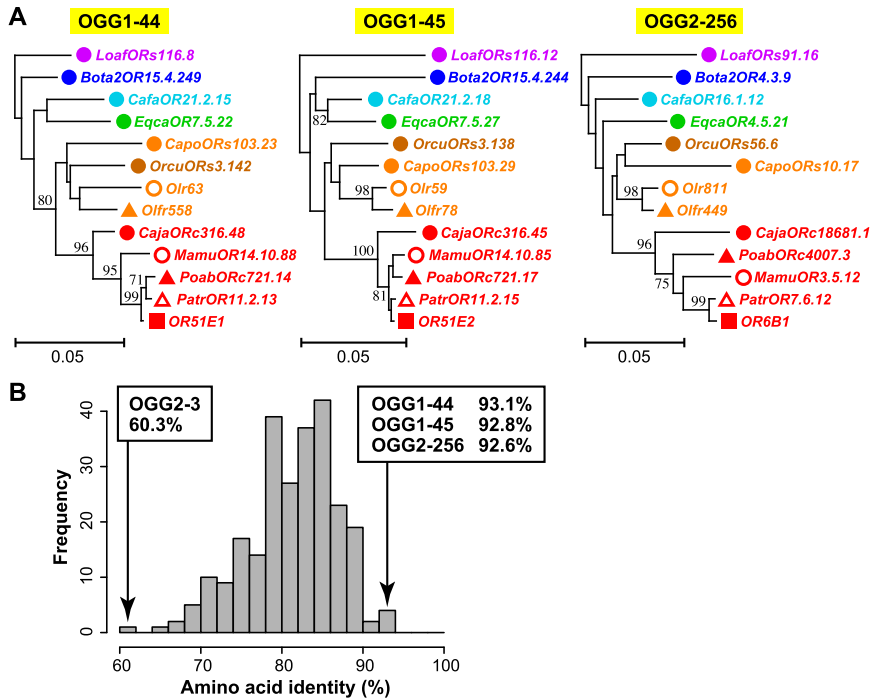 A
OGG1-44
LoafORs116.8
Bota2OR15.4.249
CafaOR21.2.15
EqcaOR7.5.22
CapoORs103.23
OrcuORs3.142
Olr63
80
Olfr558
CajaORc316.48
96
MamuOR14.10.88
95
71
PoabORc721.14
99
PatrOR11.2.13
OR51E1
0.05
OGG1-45
LoafORs116.12
Bota2OR15.4.244
CafaOR21.2.18
82
EqcaOR7.5.27
OrcuORs3.138
CapoORs103.29
98
Olr59
Olfr78
CajaORc316.45
100
MamuOR14.10.85
PoabORc721.17
81
PatrOR11.2.15
OR51E2
0.05
OGG2-256
LoafORs91.16
Bota2OR4.3.9
CafaOR16.1.12
EqcaOR4.5.21
OrcuORs56.6
CapoORs10.17
98
Olr811
Olfr449
CajaORc18681.1
96
PoabORc4007.3
75
MamuOR3.5.12
99
PatrOR7.6.12
OR6B1
0.05
B
OGG2-3
60.3%
OGG1-44 93.1%
OGG1-45 92.8%
OGG2-256 92.6%
Frequency
40
30
20
10
0
60 70 80 90 100
Amino acid identity (%)